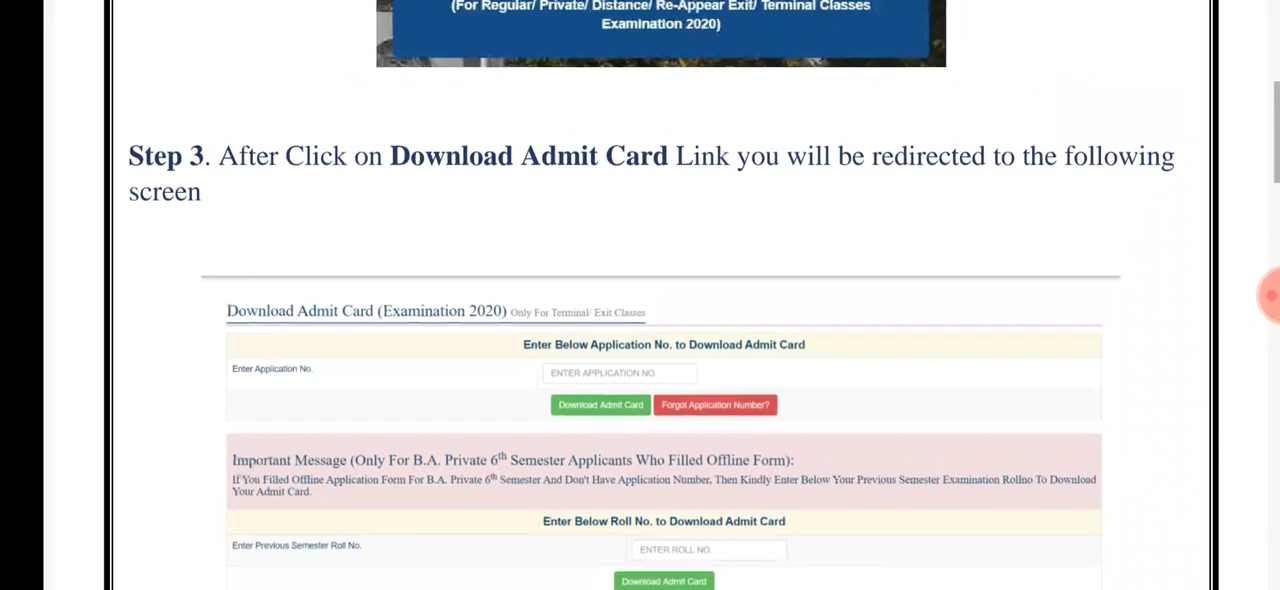 (For Regular/ Private/ Distance/ Re-Appear Exit/ Terminal Classes
Examination 2020)
Step 3. After Click on Download Admit Card Link you will be redirected to the following
screen
Download Admit Card (Examination 2020) Only For Terminal/ Exit Classes
Enter Below Application No. to Download Admit Card
Enter Application No.
ENTER APPLICATION NO.
Download Admit Card Forgot Application Number?
Important Message (Only For B.A. Private 6th Semester Applicants Who Filled Offline Form):
If You Filled Offline Application Form For B.A. Private 6th Semester And Don't Have Application Number, Then Kindly Enter Below Your Previous Semester Examination Rollno To Download
Your Admit Card.
Enter Below Roll No. to Download Admit Card
Enter Previous Semester Roll No.
ENTER ROLL NO.
Download Admit Card